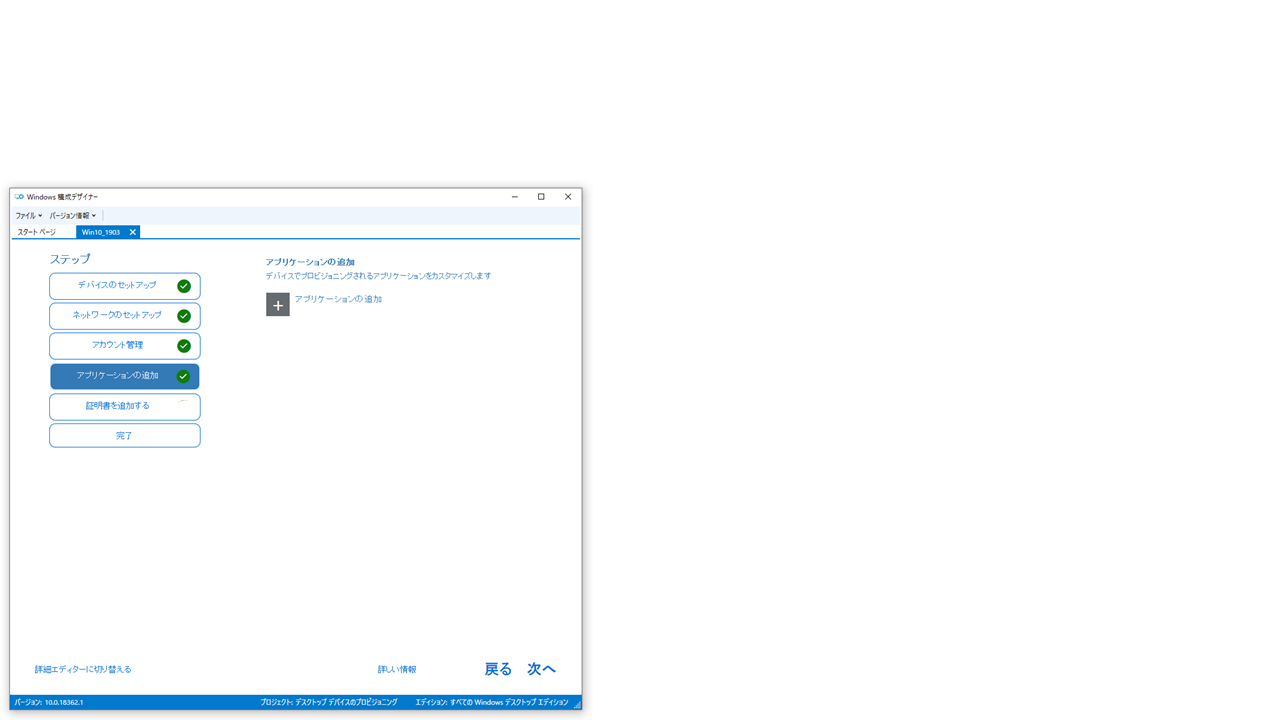 Windows 構成デザイナー
ファイル バージョン情報
スタート ページ Win10_1903
ステップ
デバイスのセットアップ
ネットワークのセットアップ
アカウント管理
アプリケーションの追加
証明書を追加する
完了
アプリケーションの追加
デバイスでプロビジョニングされるアプリケーションをカスタマイズします
アプリケーションの追加
詳細エディターに切り替える 詳しい情報 戻る 次へ
バージョン: 10.0.18362.1 プロジェクト: デスクトップ デバイスのプロビジョニング エディション: すべての Windows デスクトップ エディション